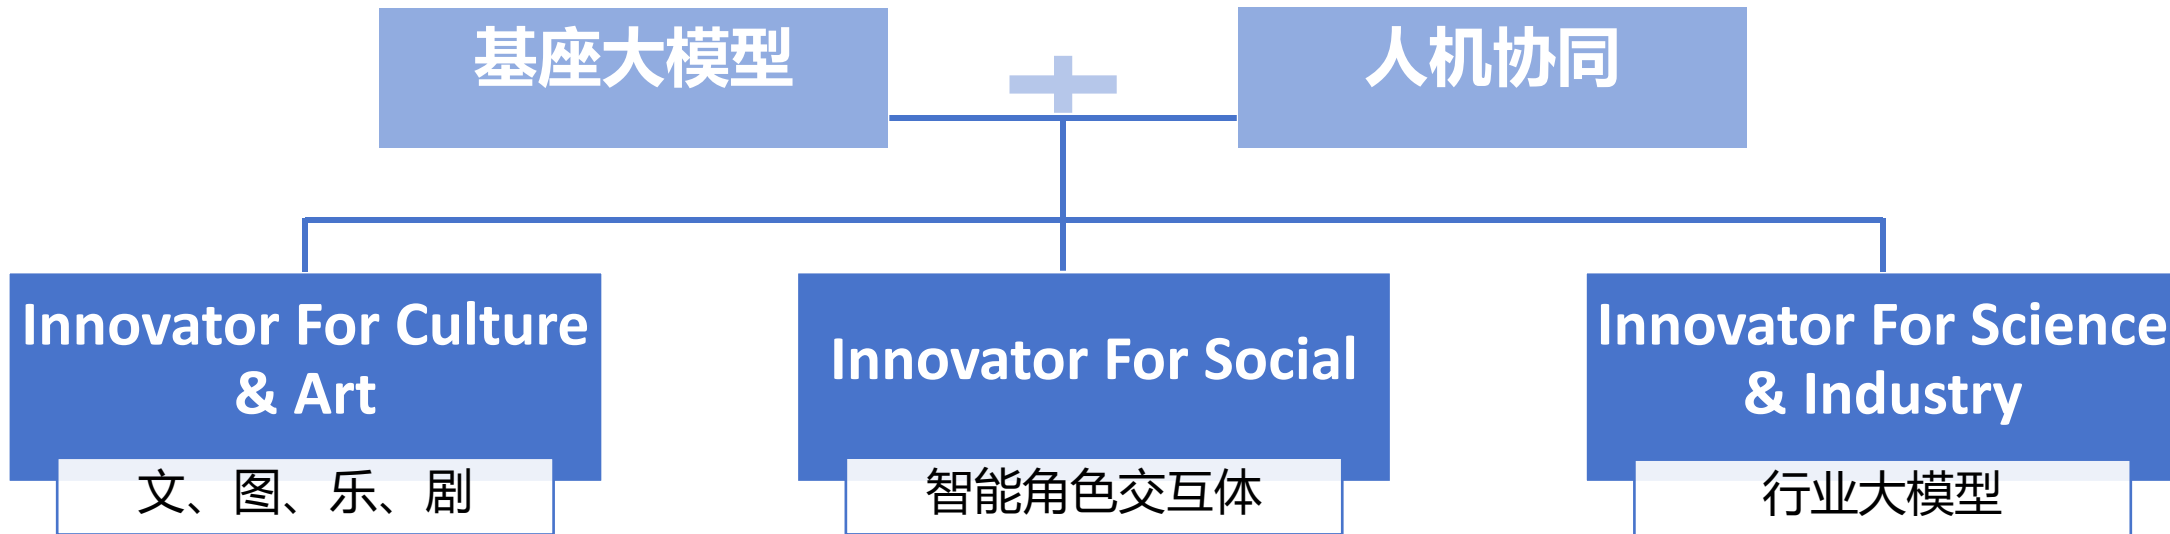 基座大模型
人机协同
Innovator For Culture
& Art
文、图、乐、剧
Innovator For Social
智能角色交互体
Innovator For Science
& Industry
行业大模型